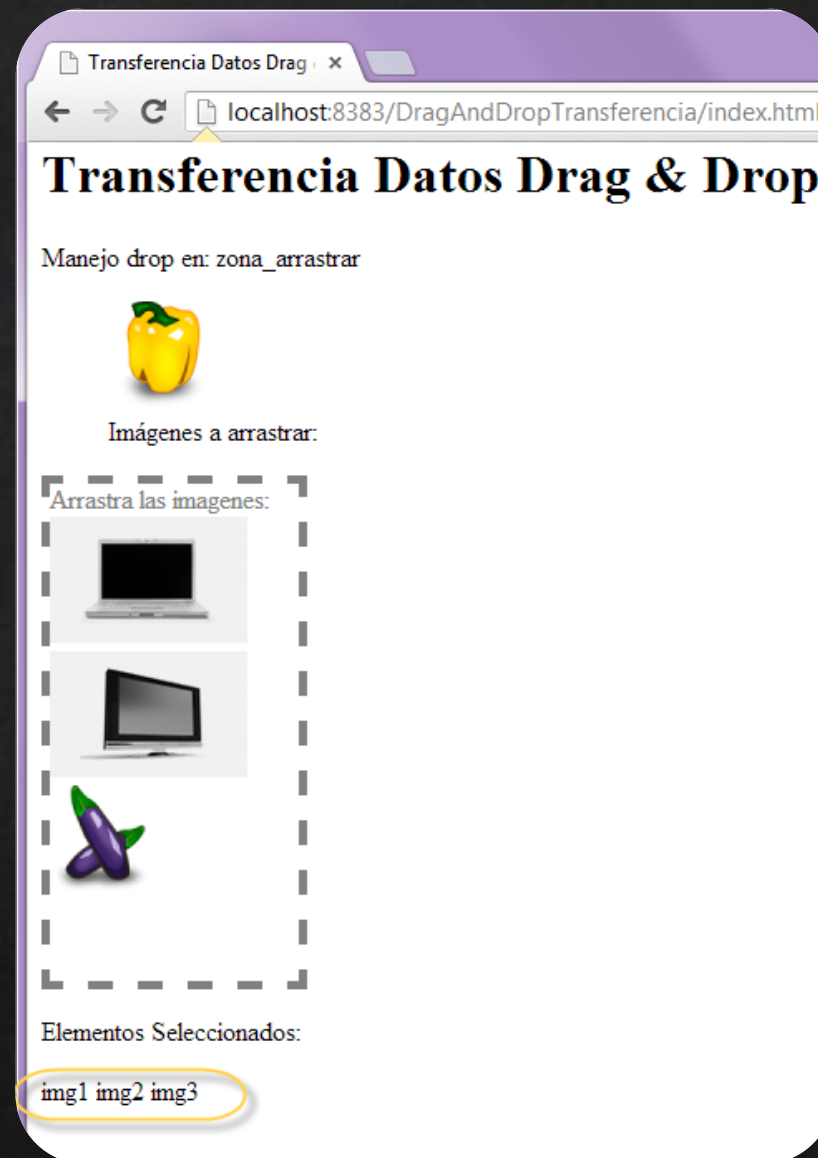 Transferencia Datos Drag
localhost:8383/DragAndDropTransferencia/index.html
Transferencia Datos Drag & Drop
Manejo drop en: zona_arrastrar
Imágenes a arrastrar:
Arrastra las imagenes:
Elementos Seleccionados:
img1 img2 img3